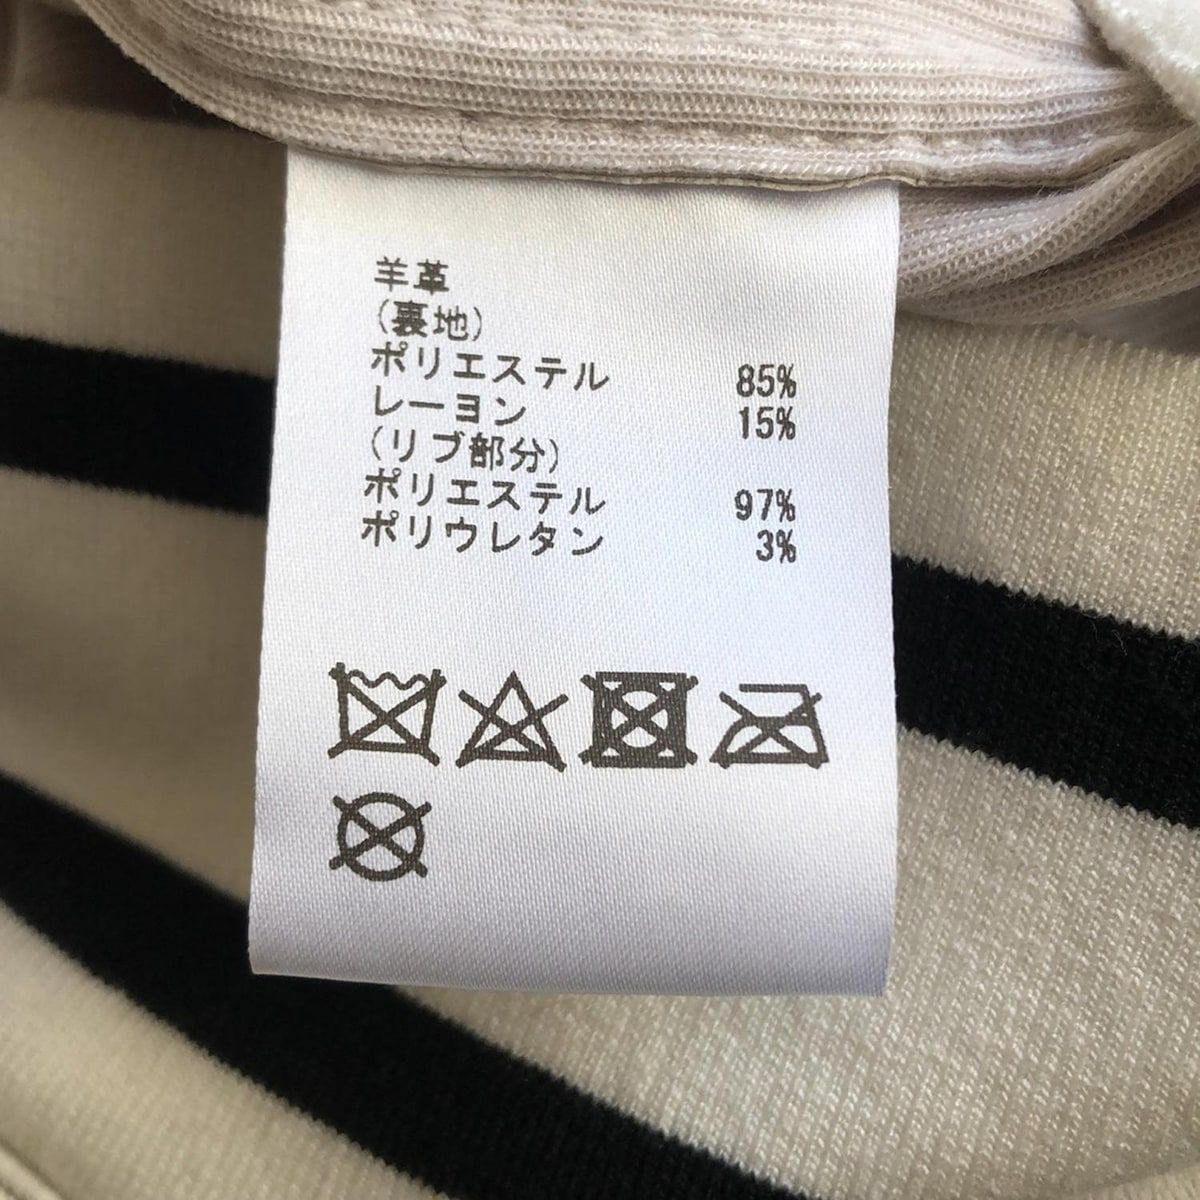 羊革
(裏地)
ポリエステル 85%
レーヨン 15%
(リブ部分)
ポリエステル 97%
ポリウレタン 3%